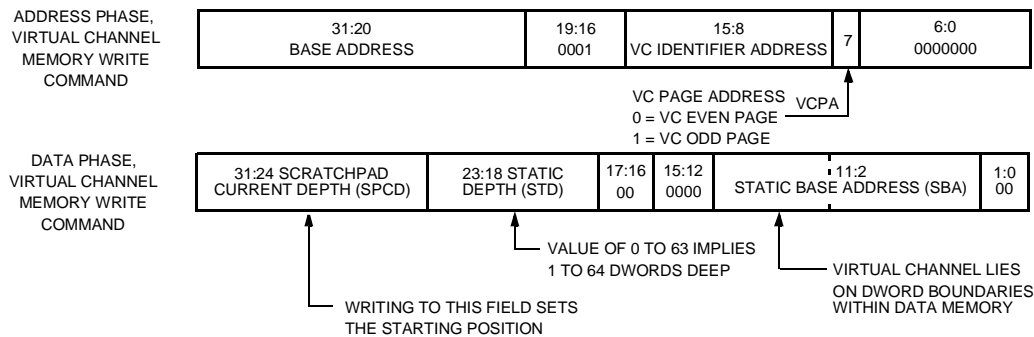 ADDRESS PHASE,
VIRTUAL CHANNEL
MEMORY WRITE
COMMAND
31:20
BASE ADDRESS
19:16
0001
15:8
VC IDENTIFIER ADDRESS
7
6:0
0000000
VC PAGE ADDRESS
0 = VC EVEN PAGE
1 = VC ODD PAGE
VCPA
DATA PHASE,
VIRTUAL CHANNEL
MEMORY WRITE
COMMAND
31:24 SCRATCHPAD
CURRENT DEPTH (SPCD)
23:18 STATIC
DEPTH (STD)
17:16
00
15:12
0000
11:2
STATIC BASE ADDRESS (SBA)
1:0
00
VALUE OF 0 TO 63 IMPLIES
1 TO 64 DWORDS DEEP
WRITING TO THIS FIELD SETS
THE STARTING POSITION
VIRTUAL CHANNEL LIES
ON DWORD BOUNDARIES
WITHIN DATA MEMORY